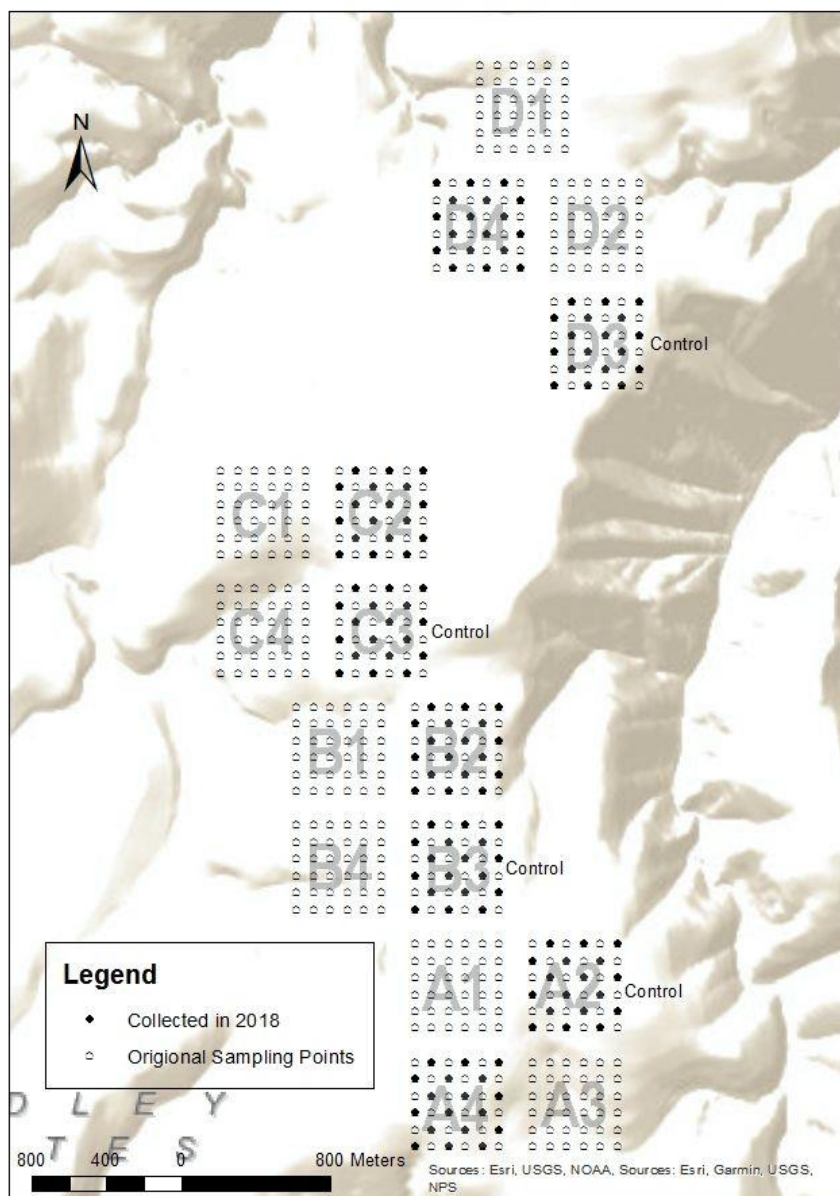 N
D1
D4 D2
D3 Control
C1 C2
C4 C3 Control
B1 B2
B4 B3 Control
A1 A2 Control
Legend
Collected in 2018
Origional Sampling Points
A4 A3
D L E Y
T E S
800 400 0 800 Meters
Sources: Esri, USGS, NOAA, Sources: Esri, Garmin, USGS,
NPS